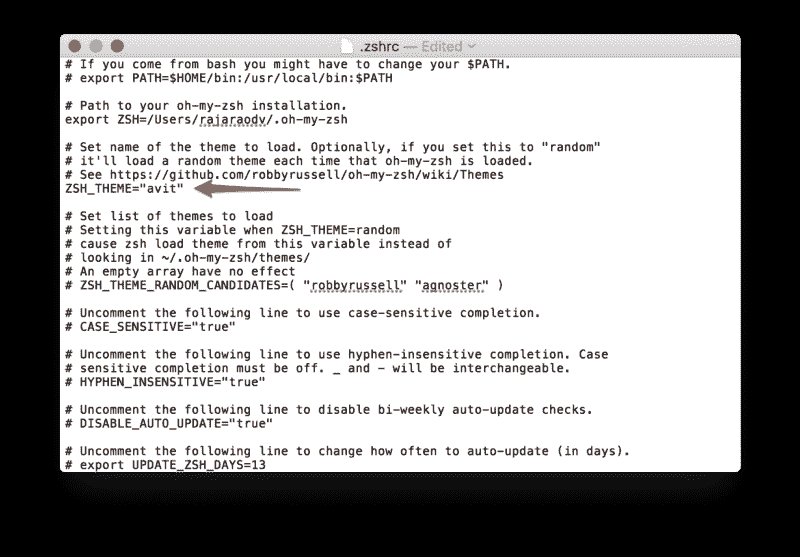 .zshrc — Edited
# If you come from bash you might have to change your $PATH.
# export PATH=$HOME/bin:/usr/local/bin:$PATH
# Path to your oh-my-zsh installation.
export ZSH=/Users/rajaraodv/.oh-my-zsh
# Set name of the theme to load. Optionally, if you set this to "random"
# it'll load a random theme each time that oh-my-zsh is loaded.
# See https://github.com/robbyrussell/oh-my-zsh/wiki/Themes
ZSH_THEME="avit"
# Set list of themes to load
# Setting this variable when ZSH_THEME=random
# cause zsh load theme from this variable instead of
# looking in ~/.oh-my-zsh/themes/
# An empty array have no effect
# ZSH_THEME_RANDOM_CANDIDATES=( "robbyrussell" "agnoster" )
# Uncomment the following line to use case-sensitive completion.
# CASE_SENSITIVE="true"
# Uncomment the following line to use hyphen-insensitive completion. Case
# sensitive completion must be off. _ and - will be interchangeable.
# HYPHEN_INSENSITIVE="true"
# Uncomment the following line to disable bi-weekly auto-update checks.
# DISABLE_AUTO_UPDATE="true"
# Uncomment the following line to change how often to auto-update (in days).
# export UPDATE_ZSH_DAYS=13